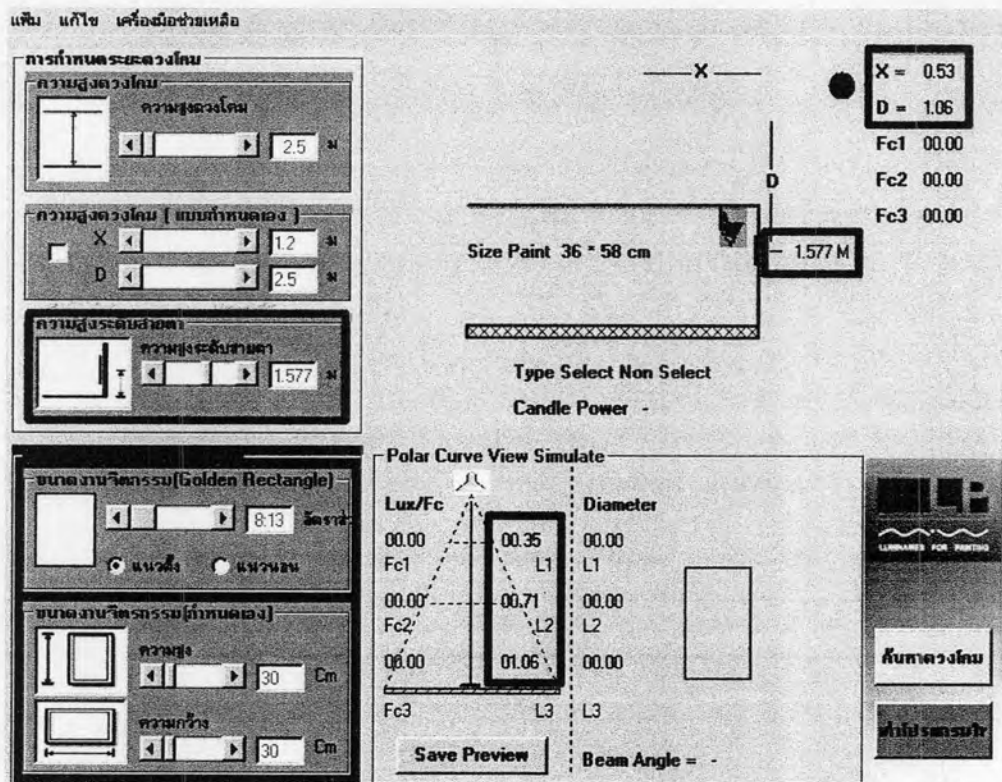 แฟ้ม แก้ไข เครื่องมือช่วยเหลือ
การกำหนดระยะดวงโคม
ความสูงดวงโคม
ความสูงดวงโคม
2.5 ม
ความสูงดวงโคม [ แบบกำหนดเอง ]
X 1.2 ม
D 2.5 ม
ความสูงระดับสายตา
ความสูงระดับสายตา
1.577 ม
ขนาดงานจิตรกรรม(Golden Rectangle)
8:13 อัตราส่ว
แนวตั้ง แนวนอน
ขนาดงานจิตรกรรม(กำหนดเอง)
ความสูง
30 Cm
ความกว้าง
30 Cm
X
X = 0.53
D = 1.06
Fc1 00.00
Fc2 00.00
Fc3 00.00
D
Size Paint 36 * 58 cm
1.577 M
Type Select Non Select
Candle Power -
Polar Curve View Simulate
Lux/Fc Diameter
00.00 00.35 00.00
Fc1 L1 L1
00.00 00.71 00.00
Fc2 L2 L2
00.00 01.06 00.00
Fc3 L3 L3
Save Preview
Beam Angle = -
LUMINAIRES FOR PAINTING
ค้นหาดวงโคม